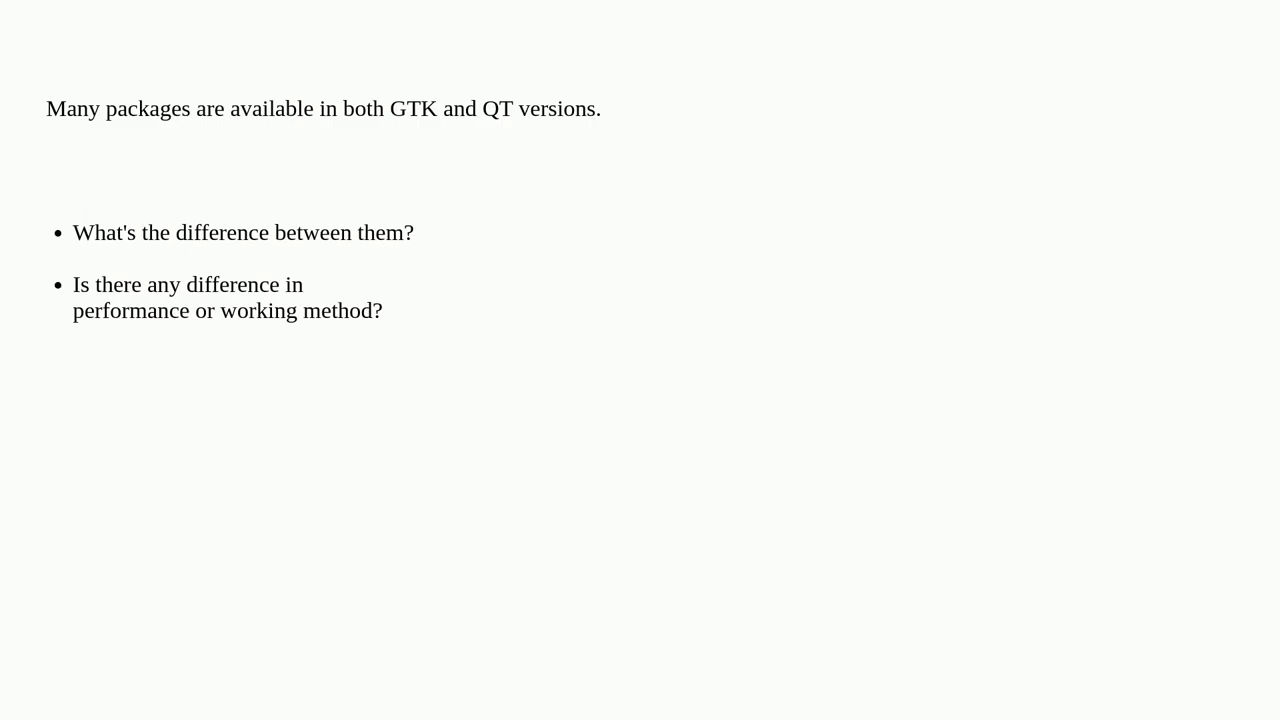 Many packages are available in both GTK and QT versions.
• What's the difference between them?
• Is there any difference in
performance or working method?